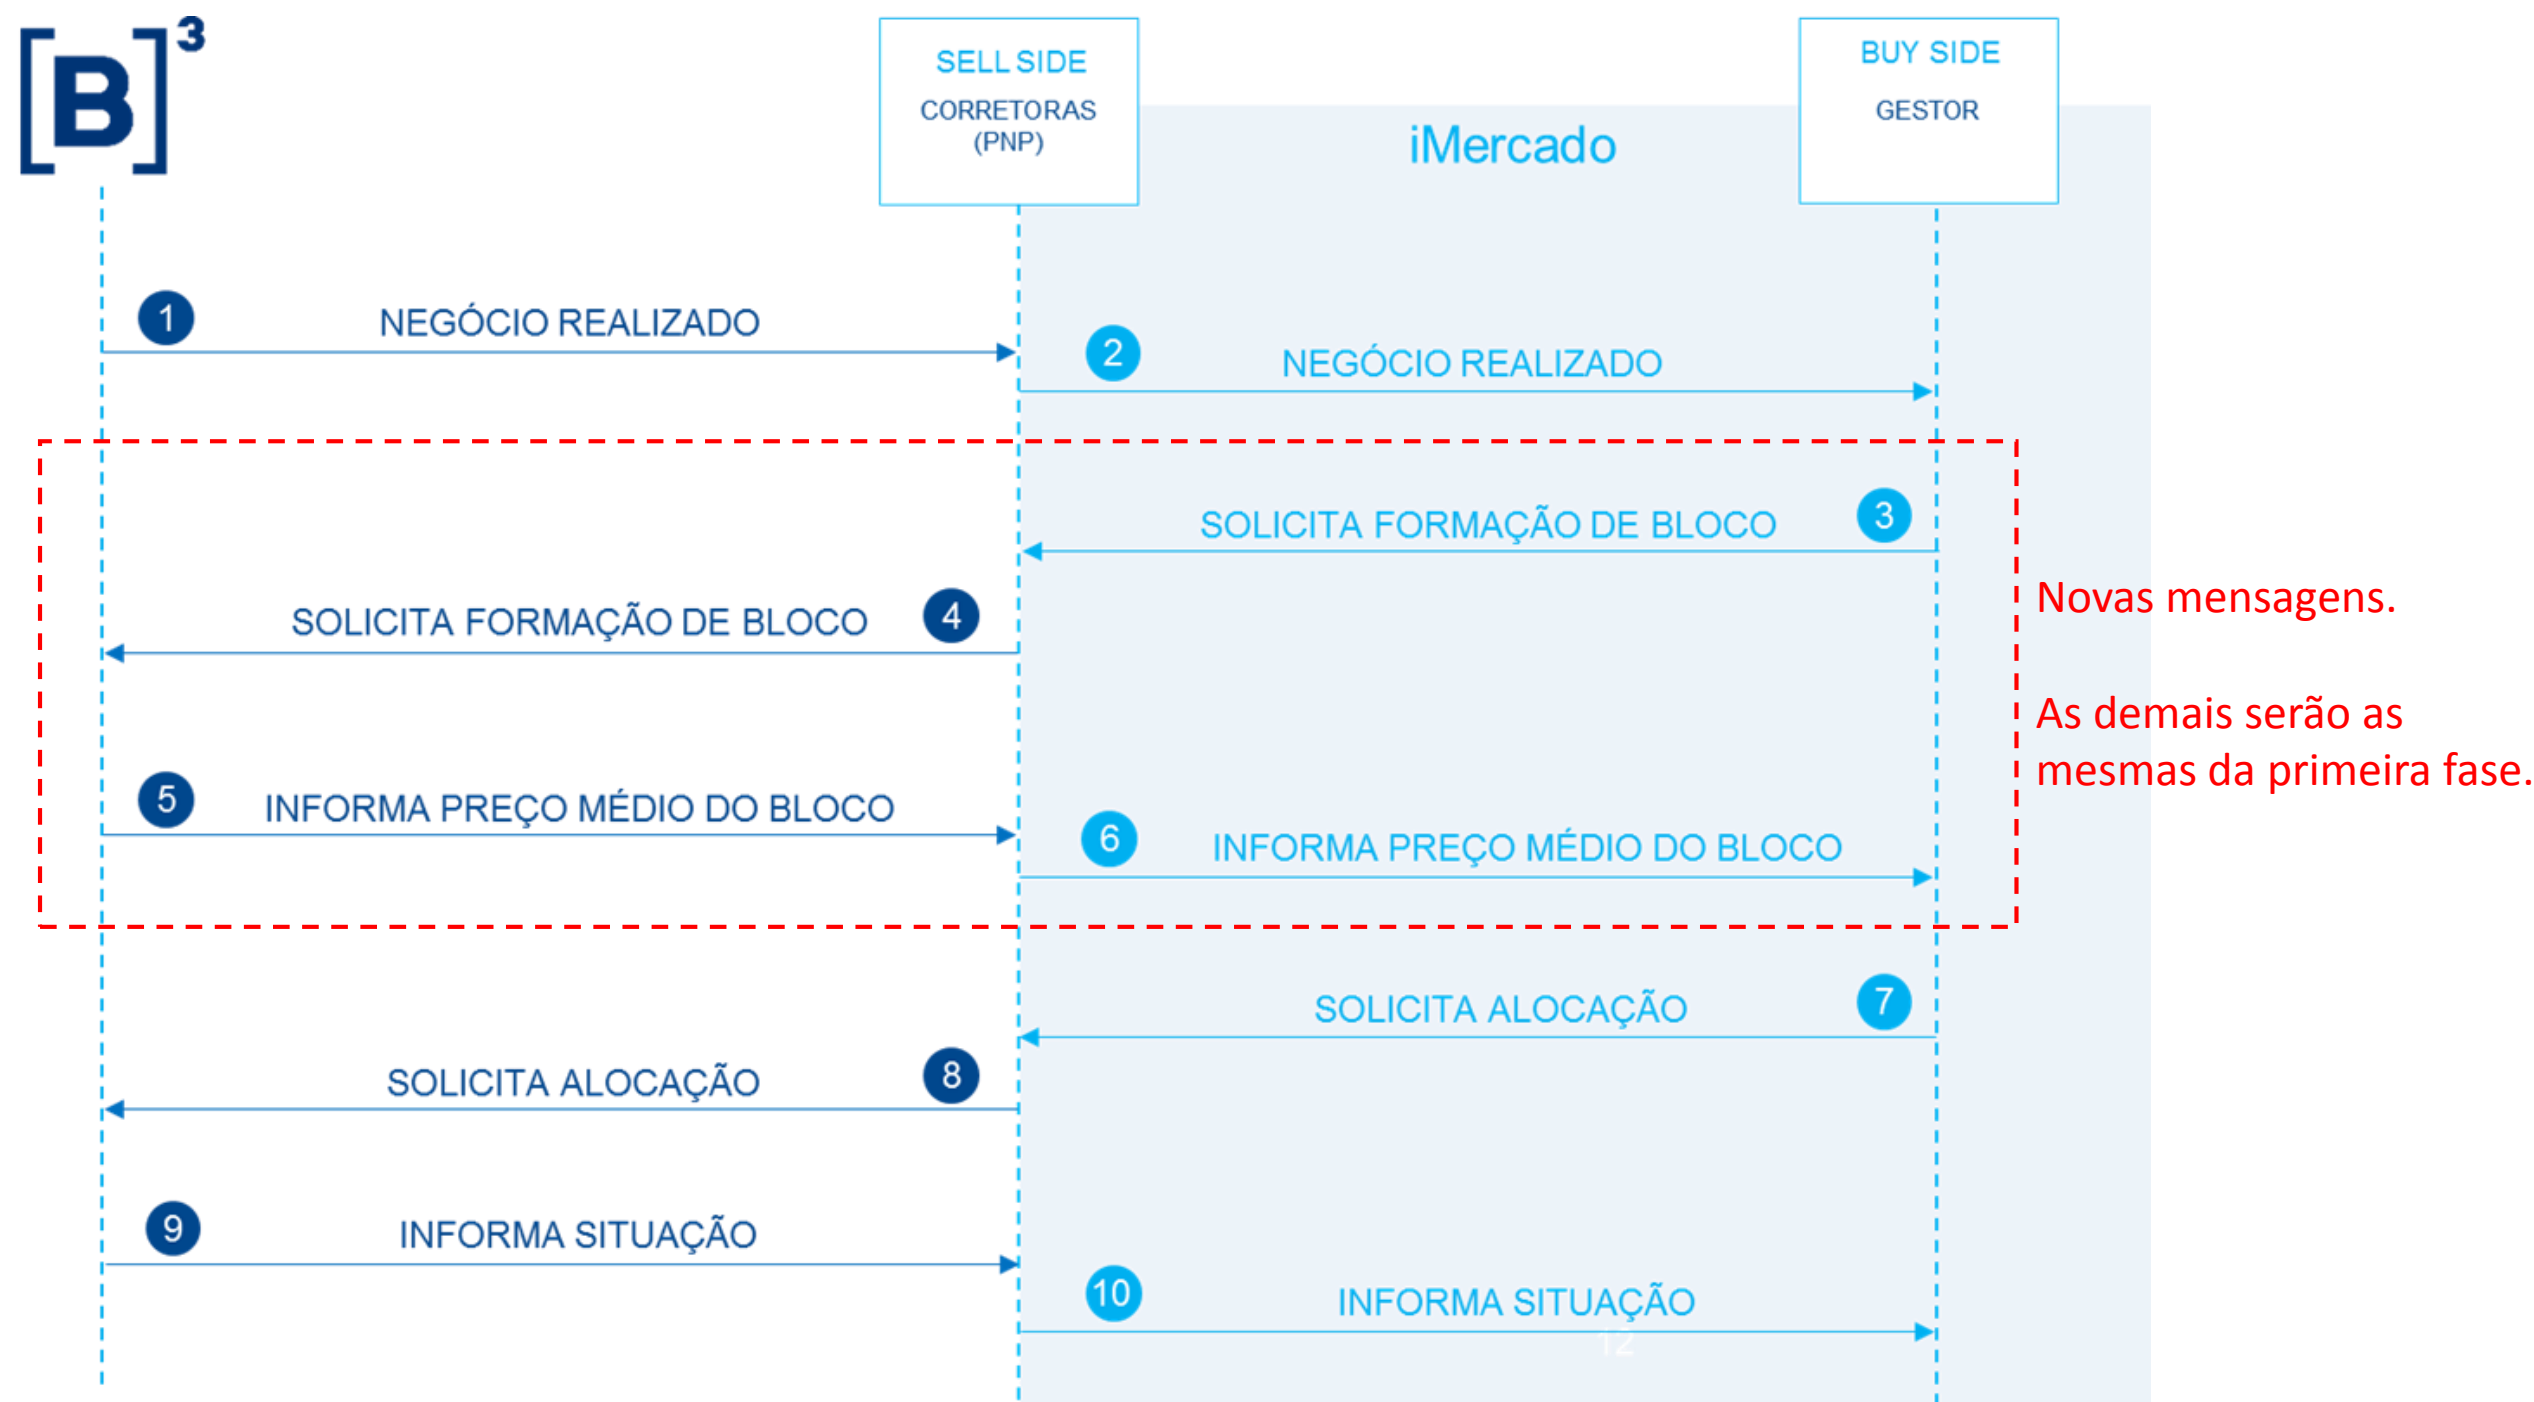 [B]³
SELL SIDE
CORRETORAS
(PNP)
iMercado
BUY SIDE
GESTOR
1
NEGÓCIO REALIZADO
2
NEGÓCIO REALIZADO
SOLICITA FORMAÇÃO DE BLOCO
3
SOLICITA FORMAÇÃO DE BLOCO
4
Novas mensagens.
As demais serão as
mesmas da primeira fase.
5
INFORMA PREÇO MÉDIO DO BLOCO
6
INFORMA PREÇO MÉDIO DO BLOCO
SOLICITA ALOCAÇÃO
7
SOLICITA ALOCAÇÃO
8
9
INFORMA SITUAÇÃO
10
INFORMA SITUAÇÃO
12